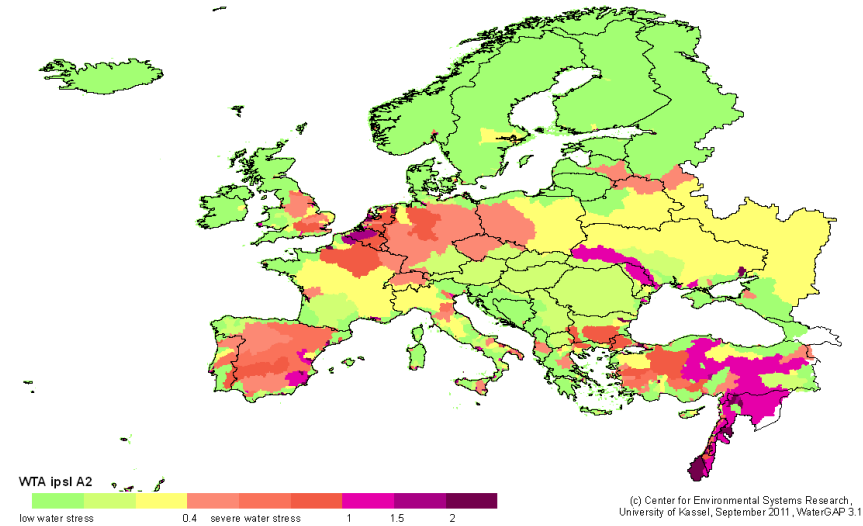 WTA ipsl A2
low water stress 0.4 severe water stress 1 1.5 2
(c) Center for Environmental Systems Research,
University of Kassel, September 2011, WaterGAP 3.1